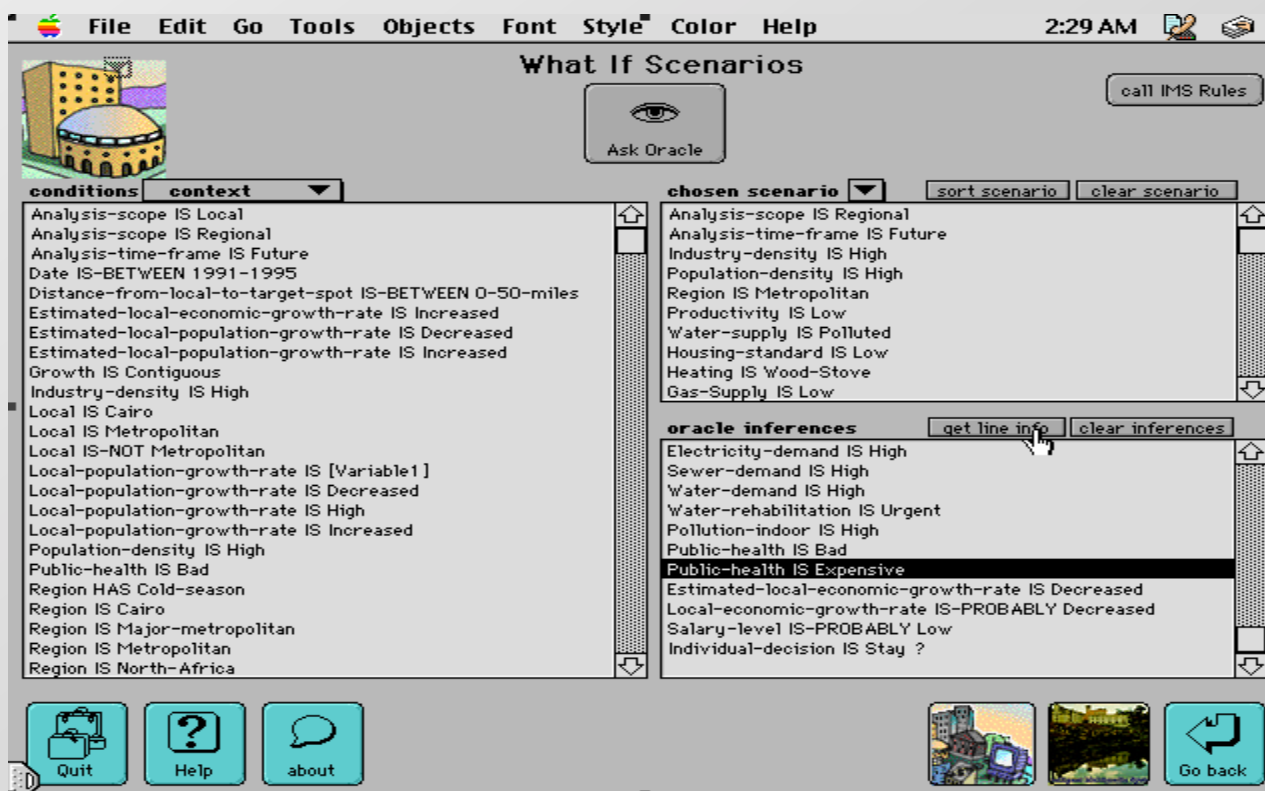 File Edit Go Tools Objects Font Style Color Help 2:29 AM
What If Scenarios
call IMS Rules
Ask Oracle
conditions context
Analysis-scope IS Local
Analysis-scope IS Regional
Analysis-time-frame IS Future
Date IS-BETWEEN 1991-1995
Distance-from-local-to-target-spot IS-BETWEEN 0-50-miles
Estimated-local-economic-growth-rate IS Increased
Estimated-local-population-growth-rate IS Decreased
Estimated-local-population-growth-rate IS Increased
Growth IS Contiguous
Industry-density IS High
Local IS Cairo
Local IS Metropolitan
Local IS-NOT Metropolitan
Local-population-growth-rate IS [Variable1]
Local-population-growth-rate IS Decreased
Local-population-growth-rate IS High
Local-population-growth-rate IS Increased
Population-density IS High
Public-health IS Bad
Region HAS Cold-season
Region IS Cairo
Region IS Major-metropolitan
Region IS Metropolitan
Region IS North-Africa
chosen scenario sort scenario clear scenario
Analysis-scope IS Regional
Analysis-time-frame IS Future
Industry-density IS High
Population-density IS High
Region IS Metropolitan
Productivity IS Low
Water-supply IS Polluted
Housing-standard IS Low
Heating IS Wood-Stove
Gas-Supply IS Low
oracle inferences get line info clear inferences
Electricity-demand IS High
Sewer-demand IS High
Water-demand IS High
Water-rehabilitation IS Urgent
Pollution-indoor IS High
Public-health IS Bad
Public-health IS Expensive
Estimated-local-economic-growth-rate IS Decreased
Local-economic-growth-rate IS-PROBABLY Decreased
Salary-level IS-PROBABLY Low
Individual-decision IS Stay ?
Quit Help about Go back